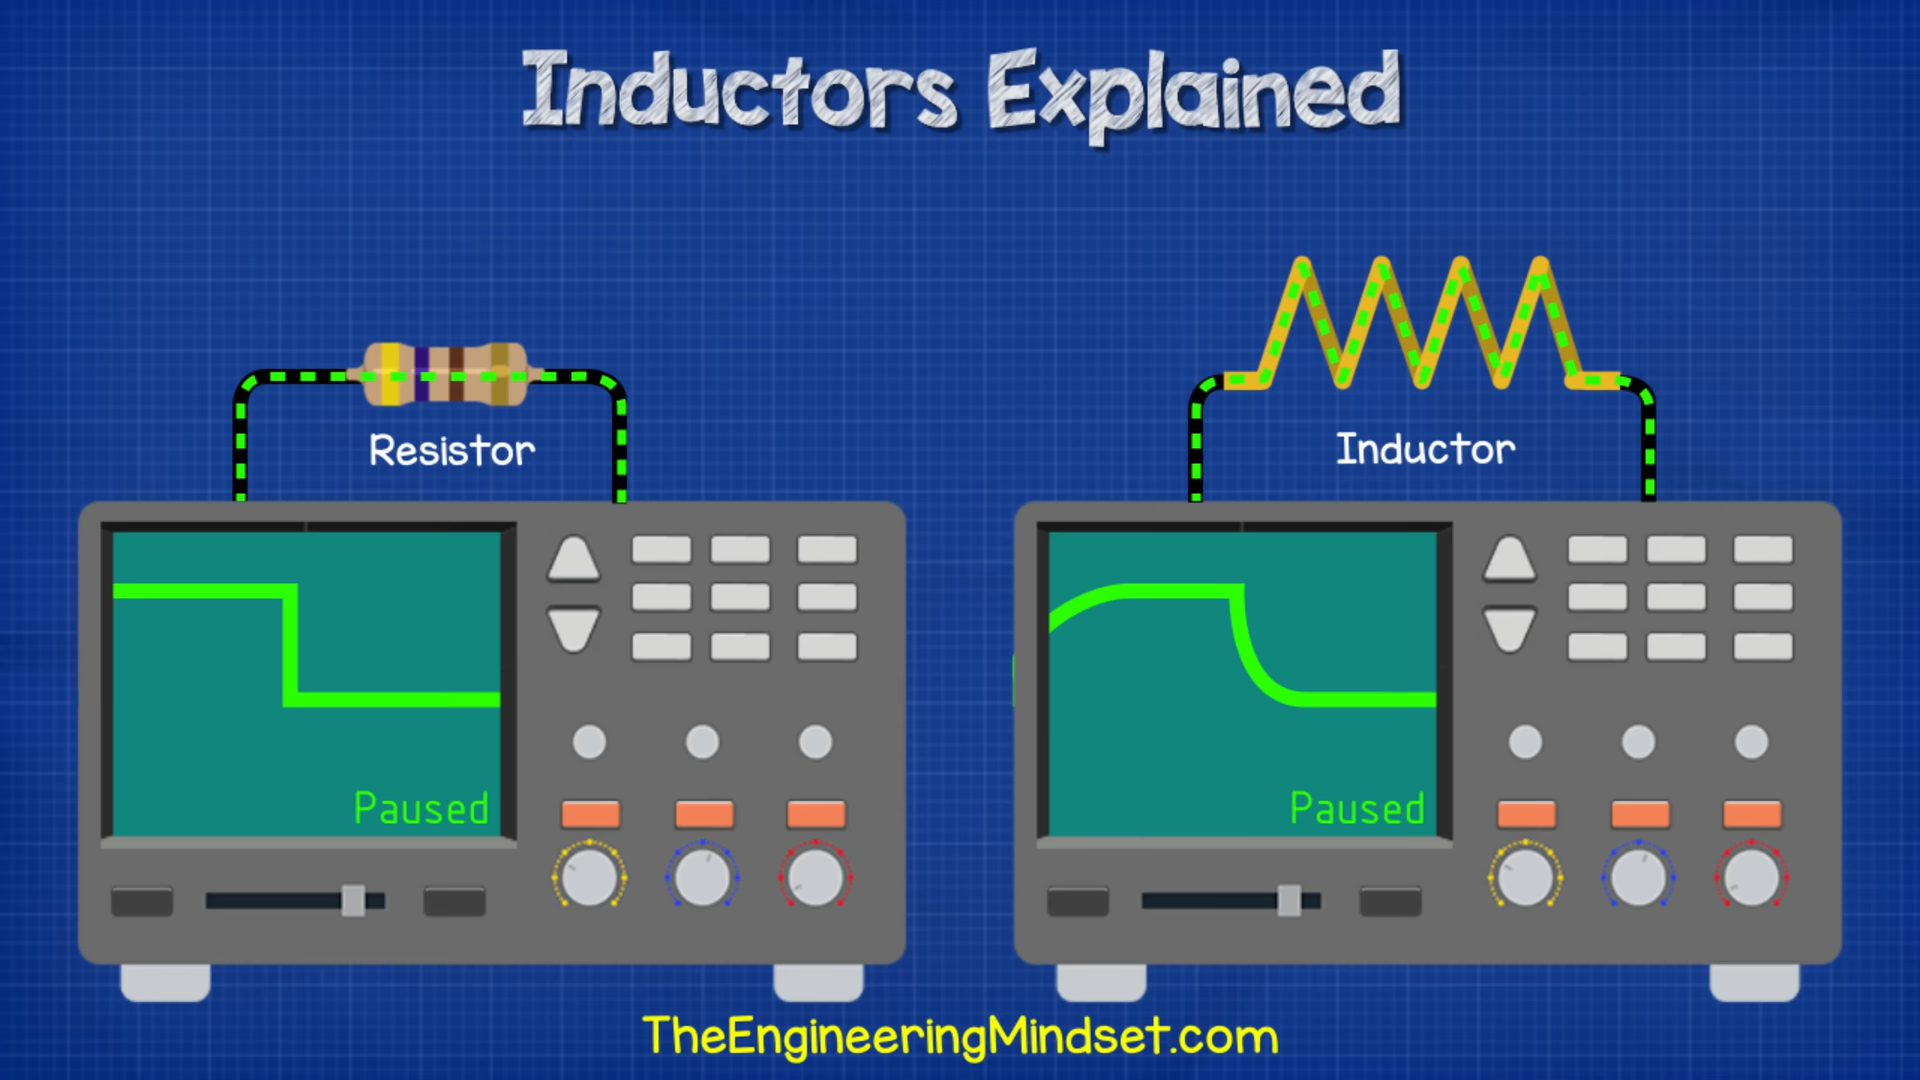 Inductors Explained
Resistor
Inductor
Paused
Paused
TheEngineeringMindset.com